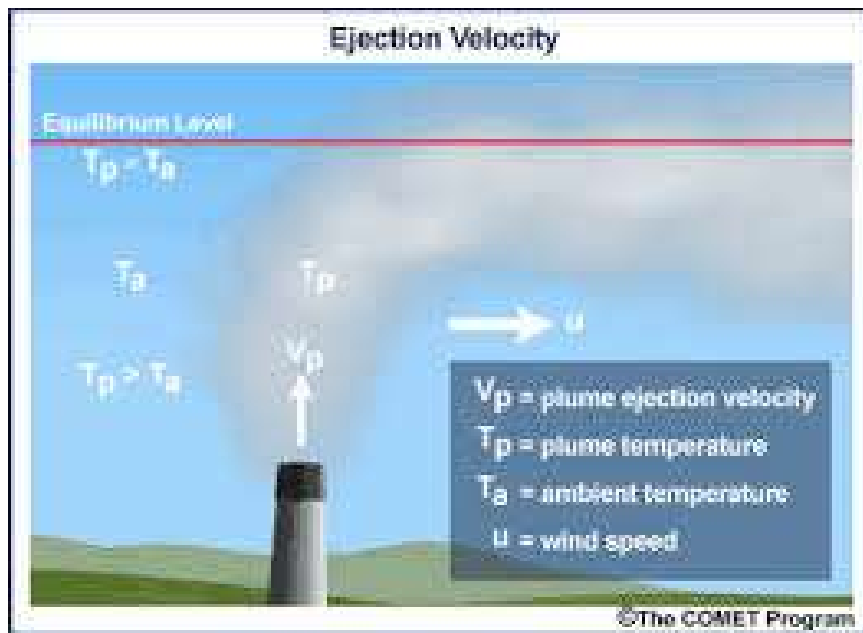 Ejection Velocity
Equilibrium Level
Tp = Ta
Ta
Tp
Vp
Tp > Ta
u
Vp = plume ejection velocity
Tp = plume temperature
Ta = ambient temperature
u = wind speed
©The COMET Program